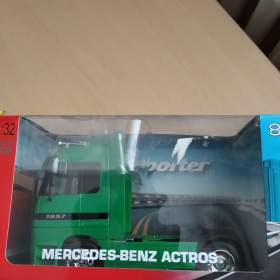 :32
8
porter
1857
MERCEDES-BENZ ACTROS